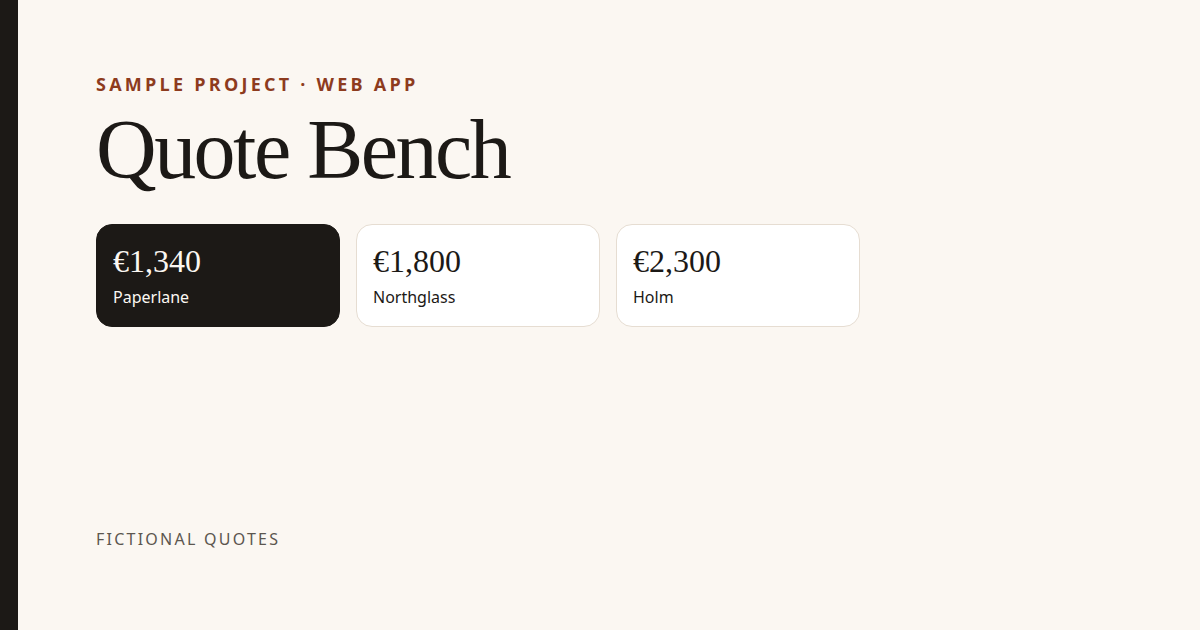 SAMPLE PROJECT · WEB APP
Quote Bench
€1,340
Paperlane
€1,800
Northglass
€2,300
Holm
FICTIONAL QUOTES